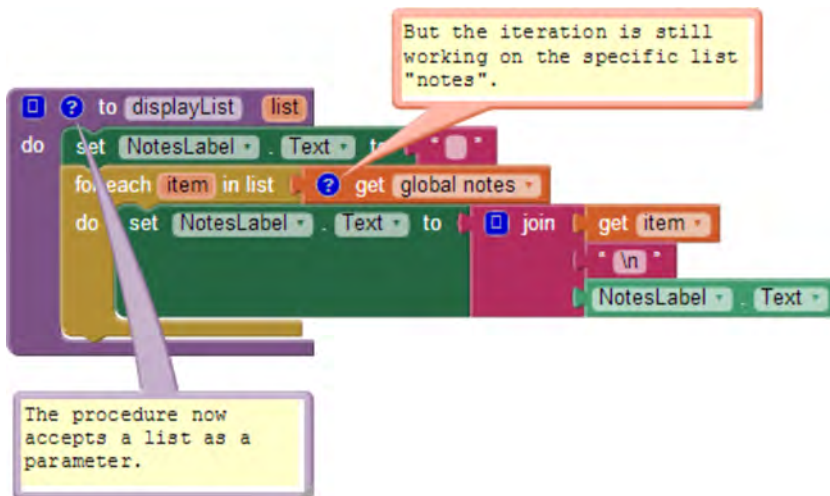 But the iteration is still
working on the specific list
"notes".
? to displayList list
do set NotesLabel . Text to " "
for each item in list ? get global notes
do set NotesLabel . Text to join get item
" \n "
NotesLabel . Text
The procedure now
accepts a list as a
parameter.